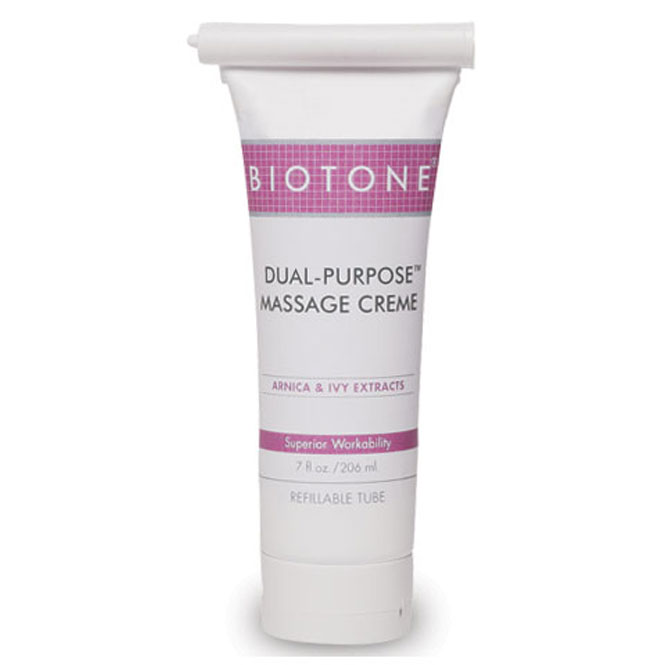 BIOTONE®
DUAL-PURPOSE™
MASSAGE CREME
ARNICA & IVY EXTRACTS
Superior Workability
7 fl.oz./206 ml.
REFILLABLE TUBE